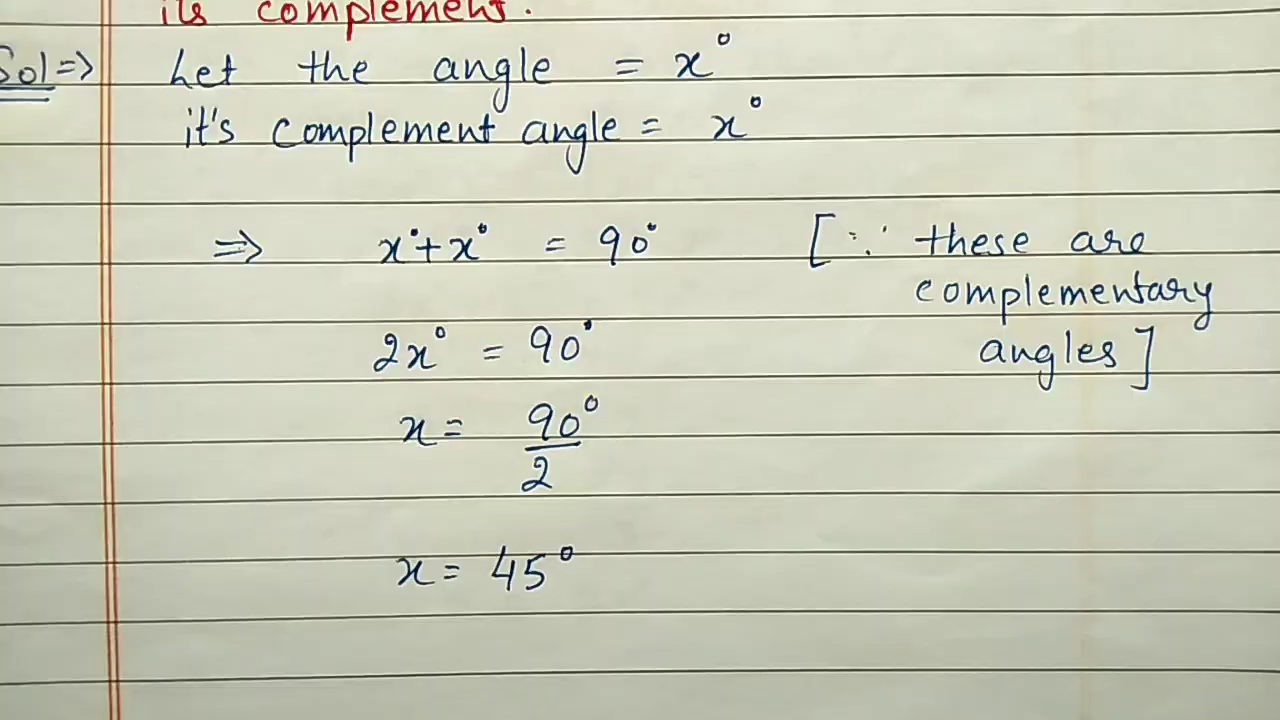 its complement.
Sol => Let the angle = x°
it's complement angle = x°
=> x° + x° = 90° [∵ these are
complementary
angles]
2x° = 90°
x = 90°/2
x = 45°